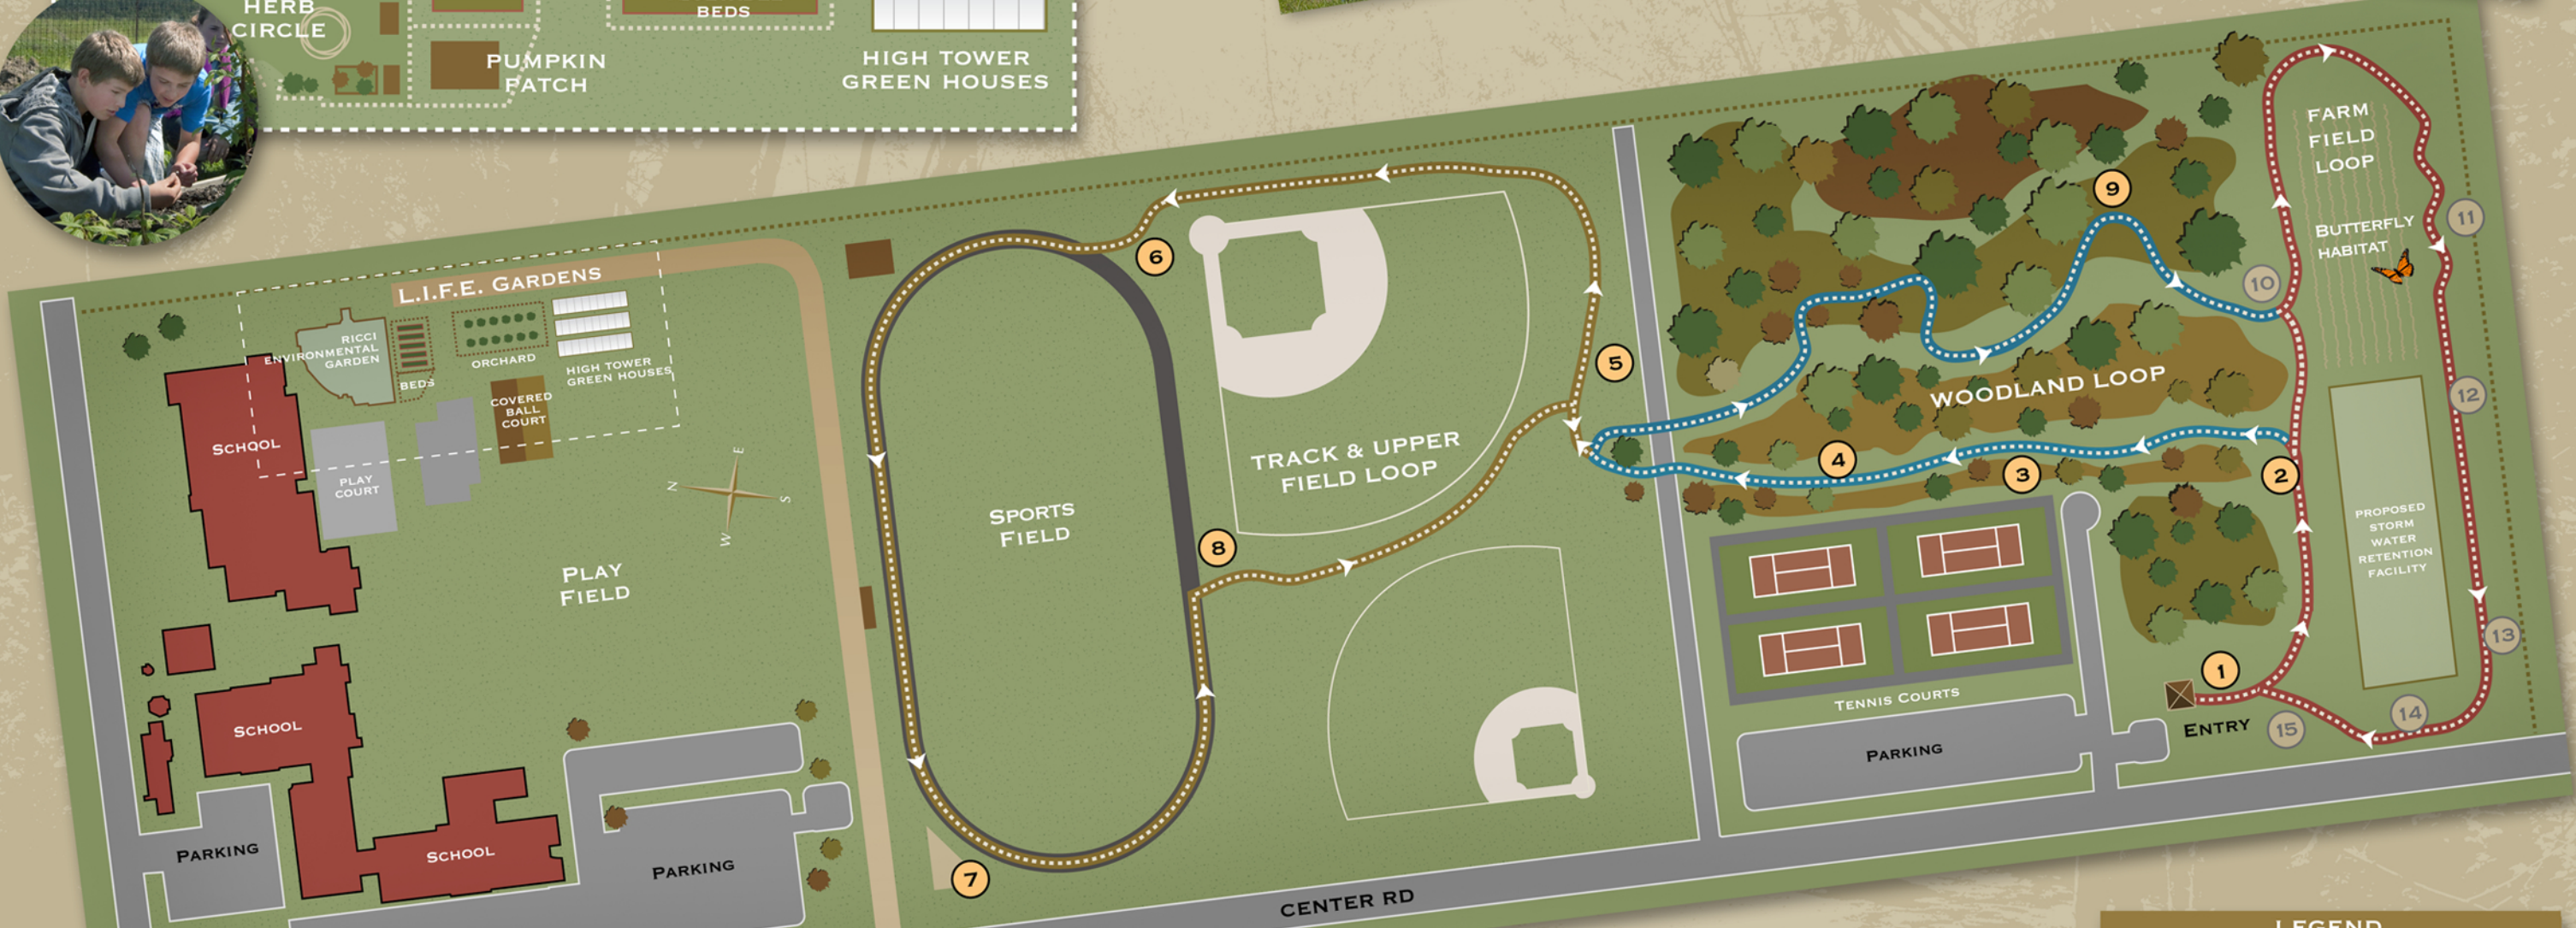 HERB
CIRCLE
PUMPKIN
PATCH
BEDS
HIGH TOWER
GREEN HOUSES
L.I.F.E. GARDENS
RICCI
ENVIRONMENTAL
GARDEN
BEDS
ORCHARD
HIGH TOWER
GREEN HOUSES
COVERED
BALL
COURT
SCHOOL
PLAY
COURT
N
E
S
W
PLAY
FIELD
SCHOOL
SCHOOL
PARKING
PARKING
SPORTS
FIELD
TRACK & UPPER
FIELD LOOP
6
5
8
7
CENTER RD
WOODLAND LOOP
9
4
3
2
10
TENNIS COURTS
PARKING
1
ENTRY
FARM
FIELD
LOOP
BUTTERFLY
HABITAT
11
12
PROPOSED
STORM
WATER
RETENTION
FACILITY
13
14
15
LEGEND